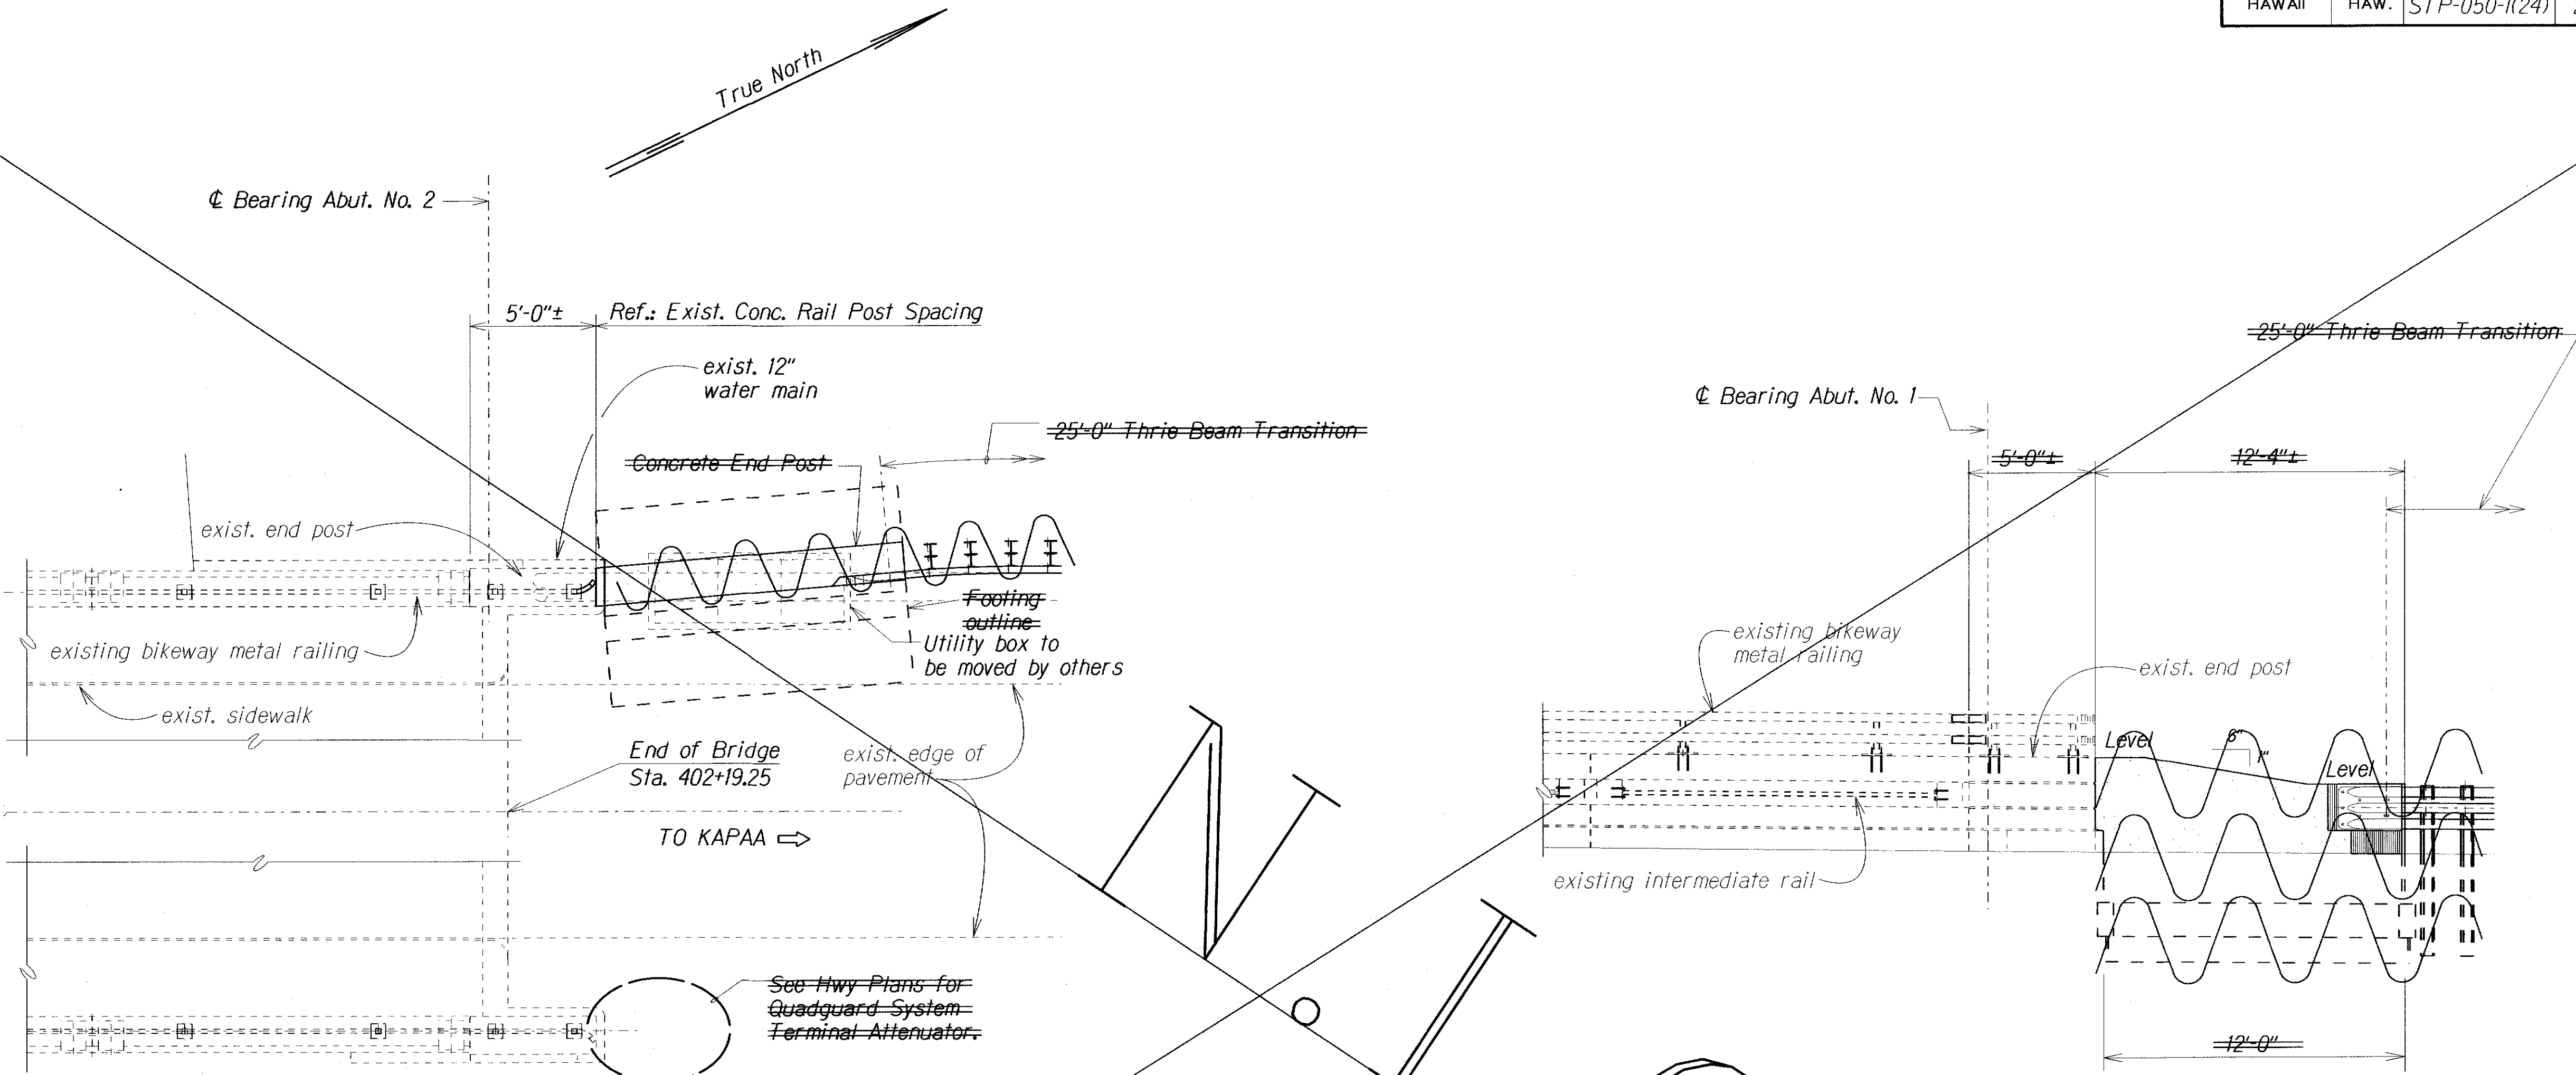 HAWAII HAW. STP-050-1(24)
True North
℄ Bearing Abut. No. 2
5'-0"±
Ref.: Exist. Conc. Rail Post Spacing
exist. 12"
water main
25'-0" Thrie Beam Transition
Concrete End Post
exist. end post
existing bikeway metal railing
exist. sidewalk
Footing
outline
Utility box to
be moved by others
End of Bridge
Sta. 402+19.25
exist. edge of
pavement
TO KAPAA
See Hwy Plans for
Quadguard System
Terminal Attenuator.
25'-0" Thrie Beam Transition
℄ Bearing Abut. No. 1
5'-0"±
12'-4"±
existing bikeway
metal railing
exist. end post
Level
6"
1"
Level
existing intermediate rail
12'-0"